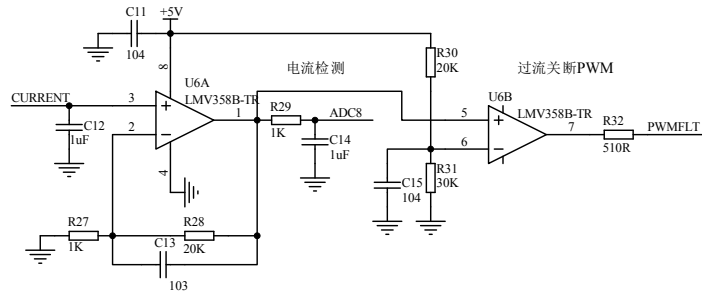 C11
+5V
104
R30
20K
电流检测
过流关断PWM
8
U6A
LMV358B-TR
U6B
LMV358B-TR
CURRENT
3
1
R29
1K
ADC8
5
7
R32
510R
PWMFLT
C12
1uF
2
C14
1uF
6
4
C15
104
R31
30K
R27
1K
R28
20K
C13
103